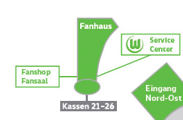 Fanhaus
Service
Center
Fanshop
Fansaal
Eingang
Nord-Ost
Kassen 21–26